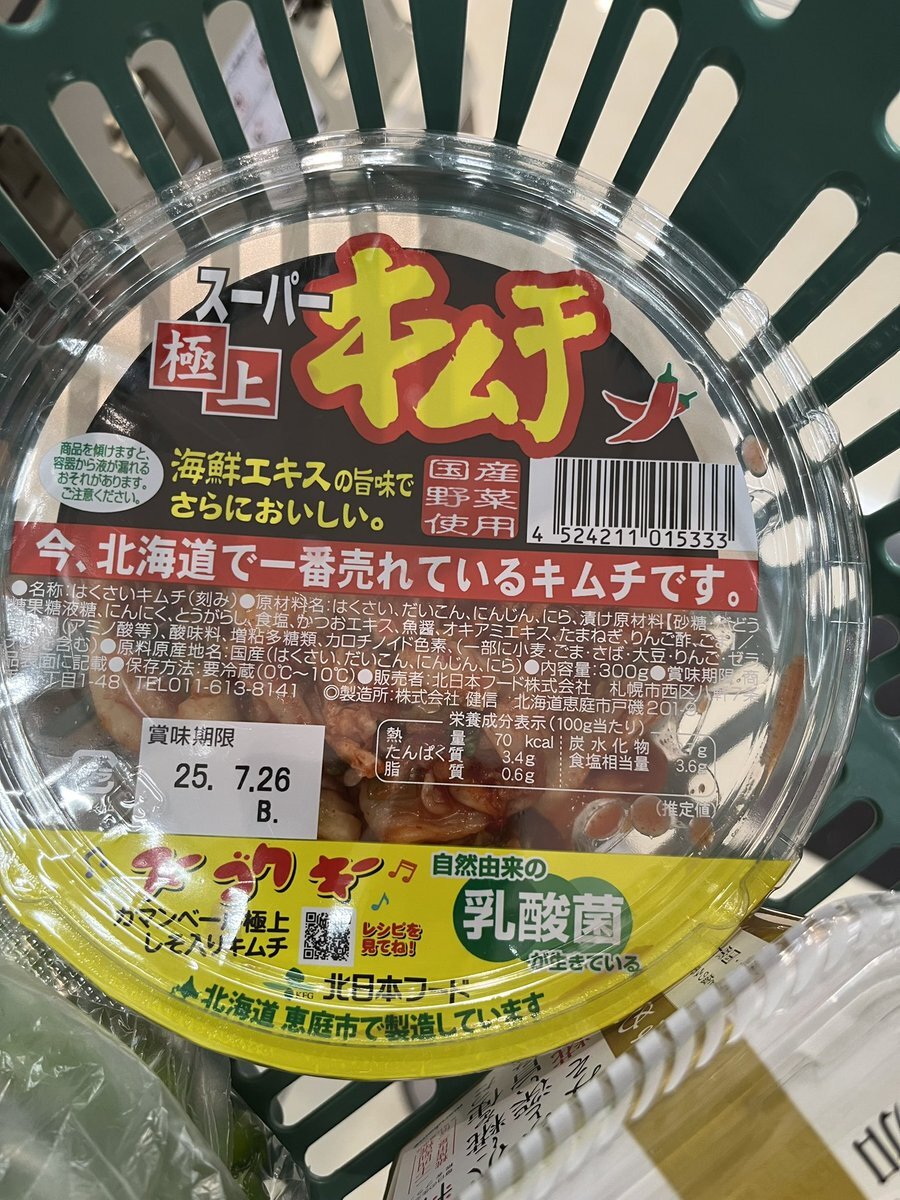 スーパー
極上
キムチ
商品を傾けますと、
容器から液が漏れる
おそれがあります。
ご注意ください。
海鮮エキスの旨味で
さらにおいしい。
国産
野菜
使用
4 524211 015333
今、北海道で一番売れているキムチです。
●名称:はくさいキムチ(刻み)●原材料名:はくさい、だいこん、にんじん、にら、漬け原材料【砂糖
糖果糖液糖、にんにく、とうがらし、食塩、かつおエキス、魚醤、オキアミエキス、たまねぎ、りんご酢、ご
(アミノ酸等)、酸味料、増粘多糖類、カロチノイド色素、(一部に小麦・ごま・さば・大豆・りんご・ゼラ
を含む)●原料原産地名:国産(はくさい、だいこん、にんじん、にら)●内容量:300g●賞味期限:
表面に記載●保存方法:要冷蔵(0℃~10℃)●販売者:北日本フード株式会社 札幌市西区
丁目1-48 TEL011-613-8141 ◎製造所:株式会社 健信 北海道恵庭市戸磯201-9
栄養成分表示(100g当たり)
熱量 70 kcal 炭水化物 g
たんぱく質 3.4g 食塩相当量 3.6g
脂質 0.6g
(推定値)
賞味期限
25. 7.26
B.
自然由来の
乳酸菌
が生きている
極上
しそ入りキムチ
レシピを
見てね!
北日本フード
北海道 恵庭市で製造しています